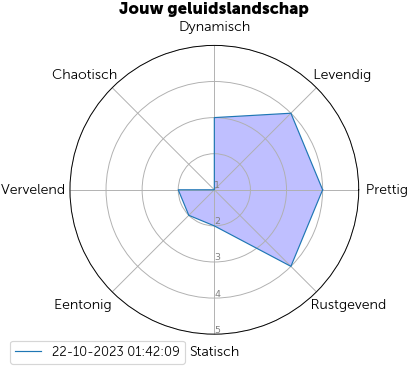 Jouw geluidslandschap
Dynamisch
Chaotisch
Levendig
Vervelend
Prettig
1
2
3
4
5
Eentonig
Rustgevend
22-10-2023 01:42:09
Statisch